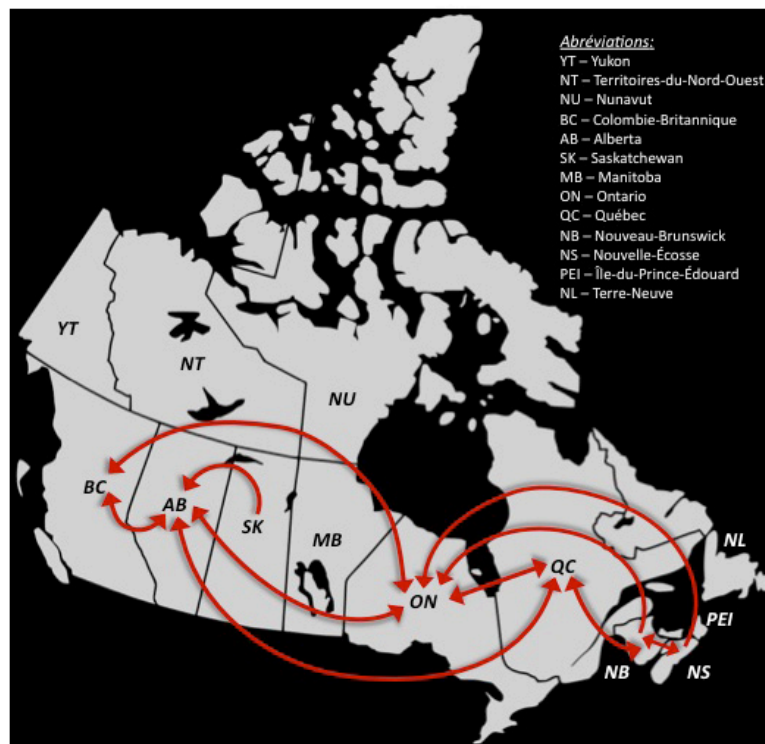 Abréviations:
YT – Yukon
NT – Territoires-du-Nord-Ouest
NU – Nunavut
BC – Colombie-Britannique
AB – Alberta
SK – Saskatchewan
MB – Manitoba
ON – Ontario
QC – Québec
NB – Nouveau-Brunswick
NS – Nouvelle-Écosse
PEI – Île-du-Prince-Édouard
NL – Terre-Neuve
YT
NT
NU
BC
AB
SK
MB
ON
QC
NL
PEI
NB
NS